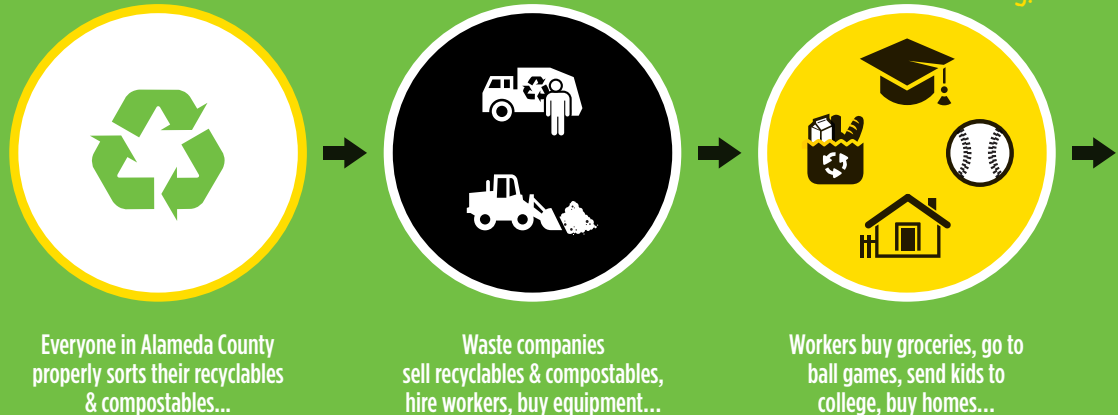 Everyone in Alameda County
properly sorts their recyclables
& compostables...
Waste companies
sell recyclables & compostables,
hire workers, buy equipment...
Workers buy groceries, go to
ball games, send kids to
college, buy homes...